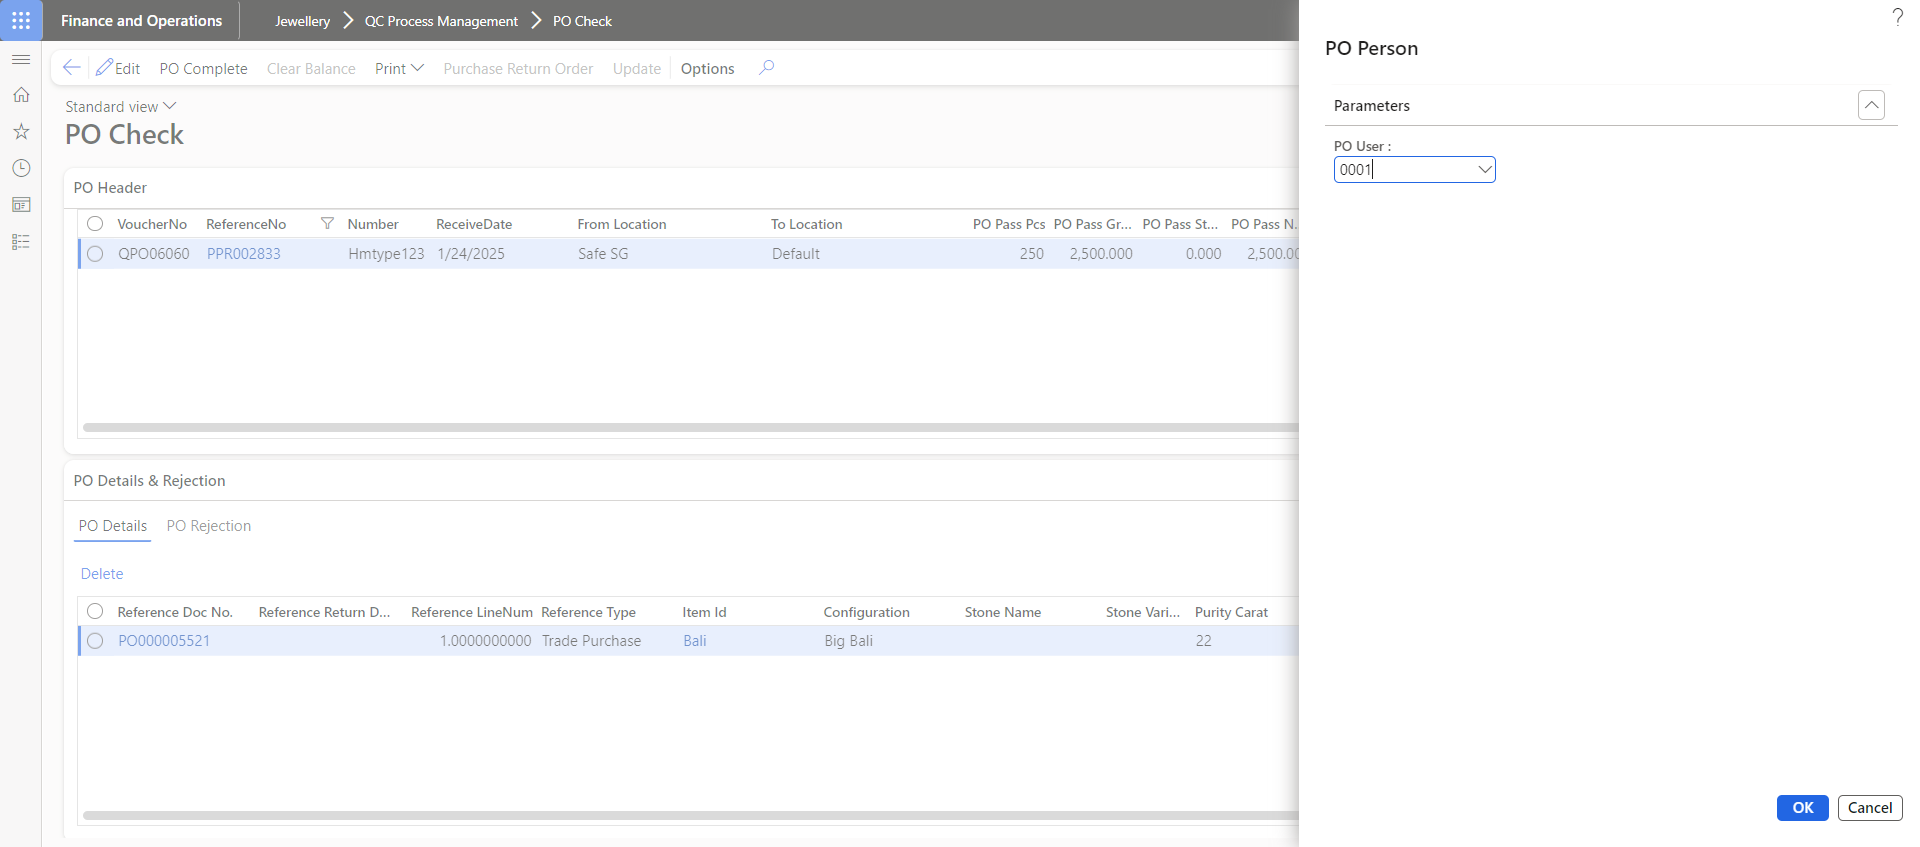 Finance and Operations
Jewellery > QC Process Management > PO Check
?
PO Person
Edit PO Complete Clear Balance Print Purchase Return Order Update Options
Standard view
PO Check
Parameters
PO User :
0001
PO Header
VoucherNo ReferenceNo Number ReceiveDate From Location To Location PO Pass Pcs PO Pass Gr... PO Pass St... PO Pass N...
QPO06060 PPR002833 Hmtype123 1/24/2025 Safe SG Default 250 2,500.000 0.000 2,500.00
PO Details & Rejection
PO Details PO Rejection
Delete
Reference Doc No. Reference Return D... Reference LineNum Reference Type Item Id Configuration Stone Name Stone Vari... Purity Carat
PO000005521 1.0000000000 Trade Purchase Bali Big Bali 22
OK Cancel